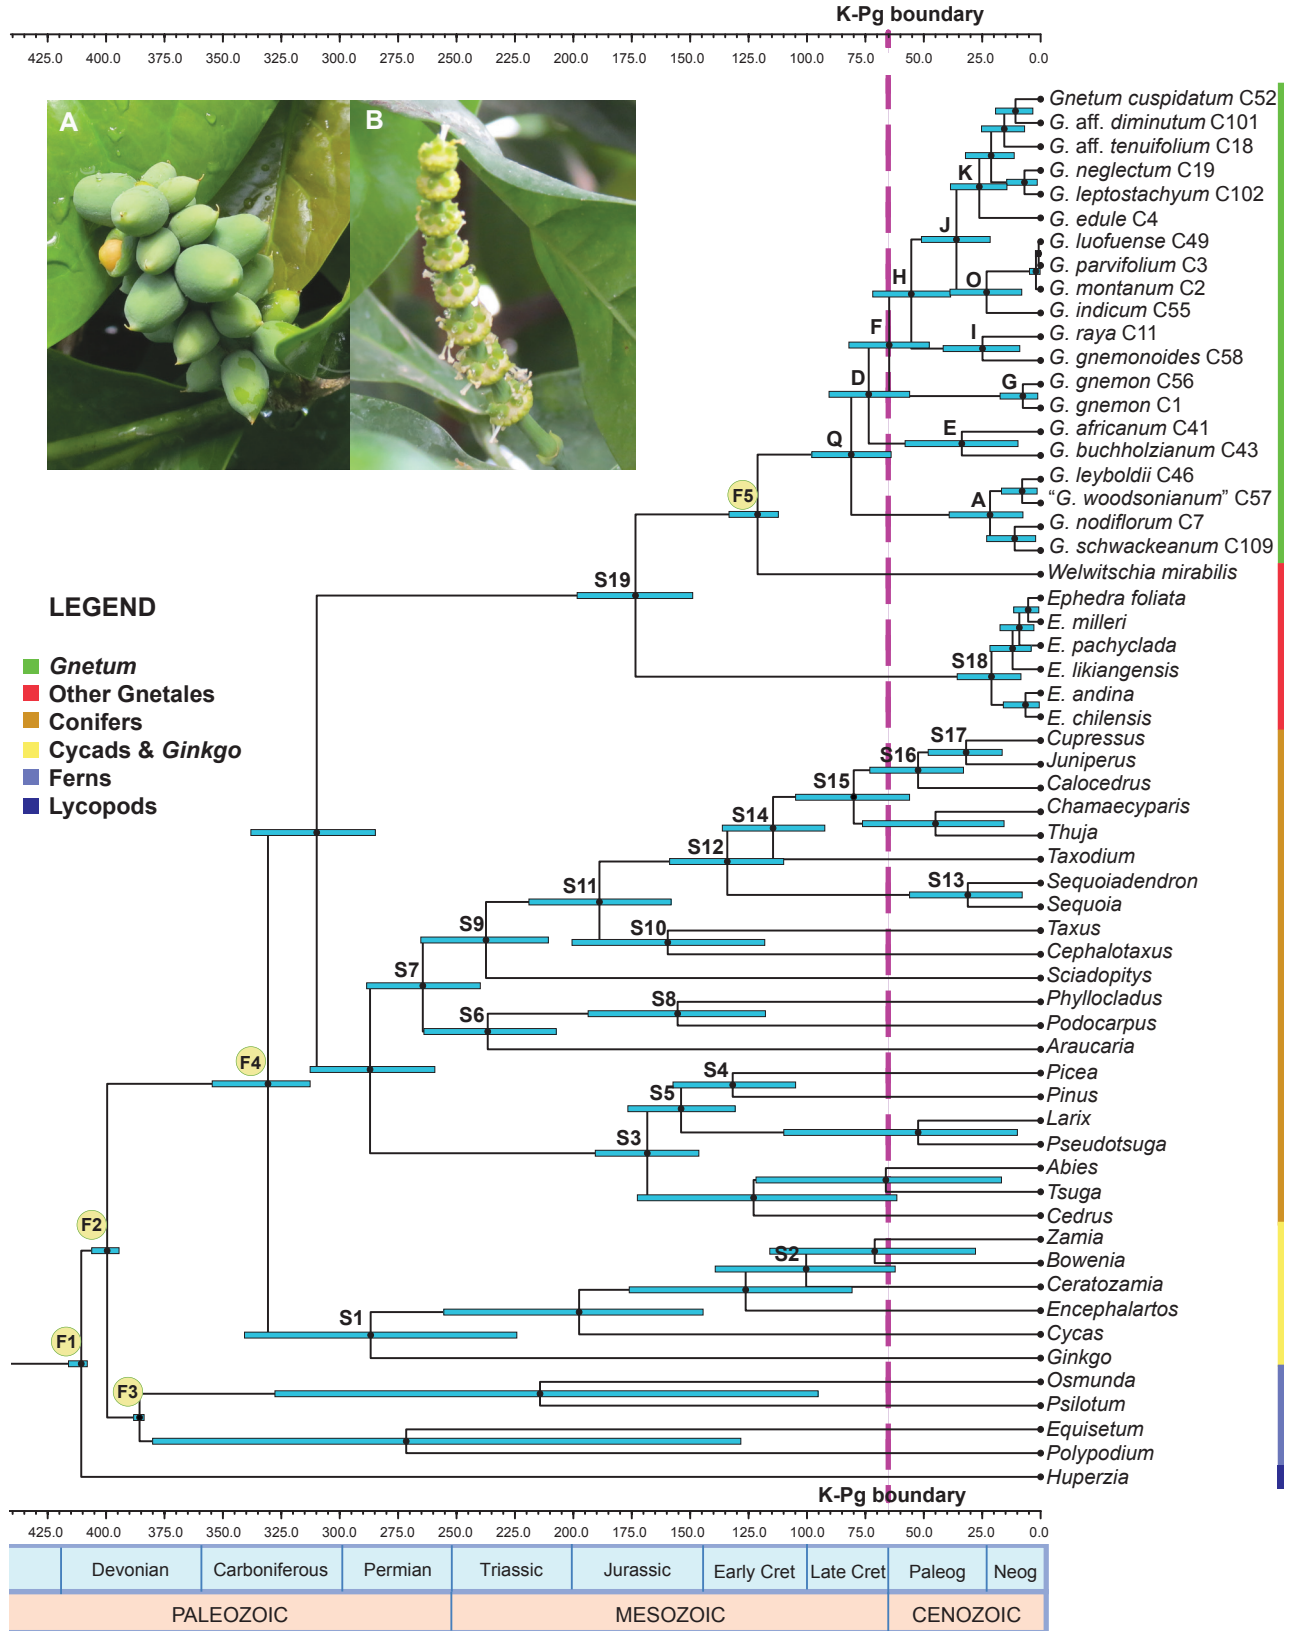 K-Pg boundary
425.0 400.0 375.0 350.0 325.0 300.0 275.0 250.0 225.0 200.0 175.0 150.0 125.0 100.0 75.0 50.0 25.0 0.0
A
B
Gnetum cuspidatum C52
G. aff. diminutum C101
G. aff. tenuifolium C18
G. neglectum C19
K
G. leptostachyum C102
G. edule C4
J
G. luofuense C49
G. parvifolium C3
H
O
G. montanum C2
G. indicum C55
F
I
G. raya C11
G. gnemonoides C58
D
G
G. gnemon C56
G. gnemon C1
Q
E
G. africanum C41
G. buchholzianum C43
G. leyboldii C46
F5
A
“G. woodsonianum” C57
G. nodiflorum C7
G. schwackeanum C109
Welwitschia mirabilis
S19
Ephedra foliata
E. milleri
E. pachyclada
S18
E. likiangensis
E. andina
E. chilensis
LEGEND
Gnetum
Other Gnetales
Conifers
Cycads & Ginkgo
Ferns
Lycopods
S17
Cupressus
S16
Juniperus
S15
Calocedrus
Chamaecyparis
S14
Thuja
S12
Taxodium
S11
S13
Sequoiadendron
Sequoia
S9
S10
Taxus
Cephalotaxus
S7
Sciadopitys
S6
S8
Phyllocladus
Podocarpus
Araucaria
F4
S4
Picea
S5
Pinus
Larix
S3
Pseudotsuga
Abies
Tsuga
Cedrus
F2
Zamia
S2
Bowenia
Ceratozamia
S1
Encephalartos
F1
Cycas
Ginkgo
F3
Osmunda
Psilotum
Equisetum
Polypodium
Huperzia
K-Pg boundary
425.0 400.0 375.0 350.0 325.0 300.0 275.0 250.0 225.0 200.0 175.0 150.0 125.0 100.0 75.0 50.0 25.0 0.0
Devonian Carboniferous Permian Triassic Jurassic Early Cret Late Cret Paleog Neog
PALEOZOIC MESOZOIC CENOZOIC